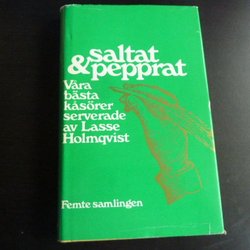 saltat
& pepprat
Våra
bästa
kåsörer
serverade
av Lasse
Holmqvist
Femte samlingen